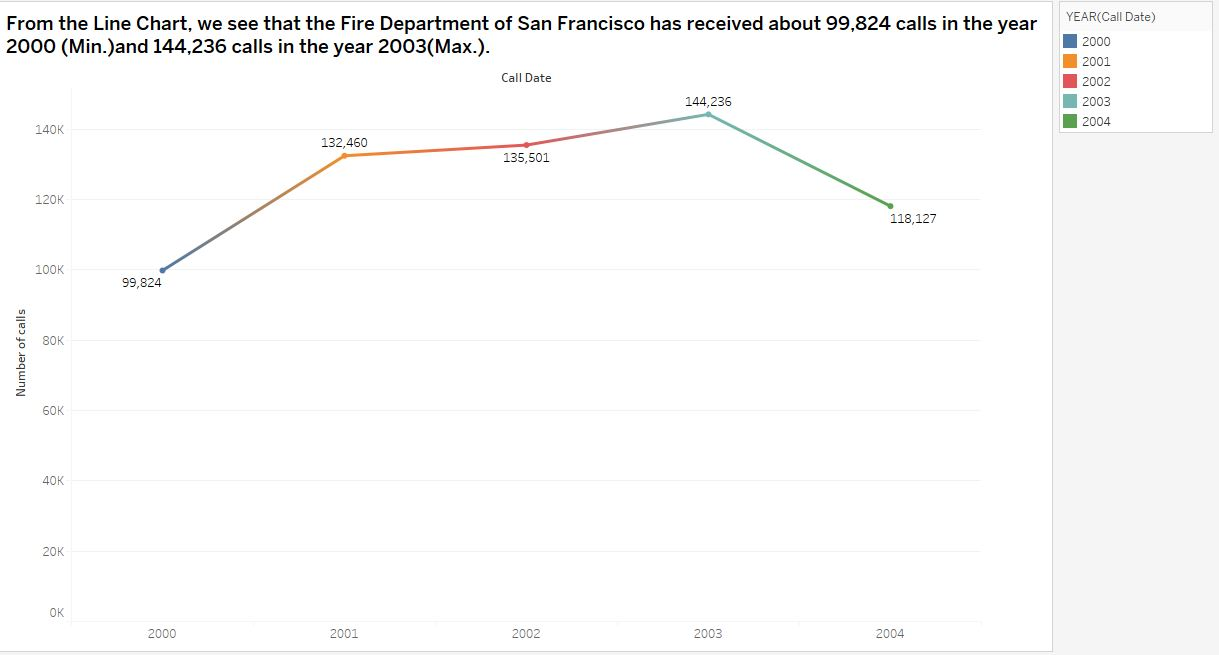 From the Line Chart, we see that the Fire Department of San Francisco has received about 99,824 calls in the year
2000 (Min.)and 144,236 calls in the year 2003(Max.).
YEAR(Call Date)
2000
2001
2002
2003
2004
Call Date
Number of calls
140K
120K
100K
80K
60K
40K
20K
0K
99,824
132,460
135,501
144,236
118,127
2000
2001
2002
2003
2004